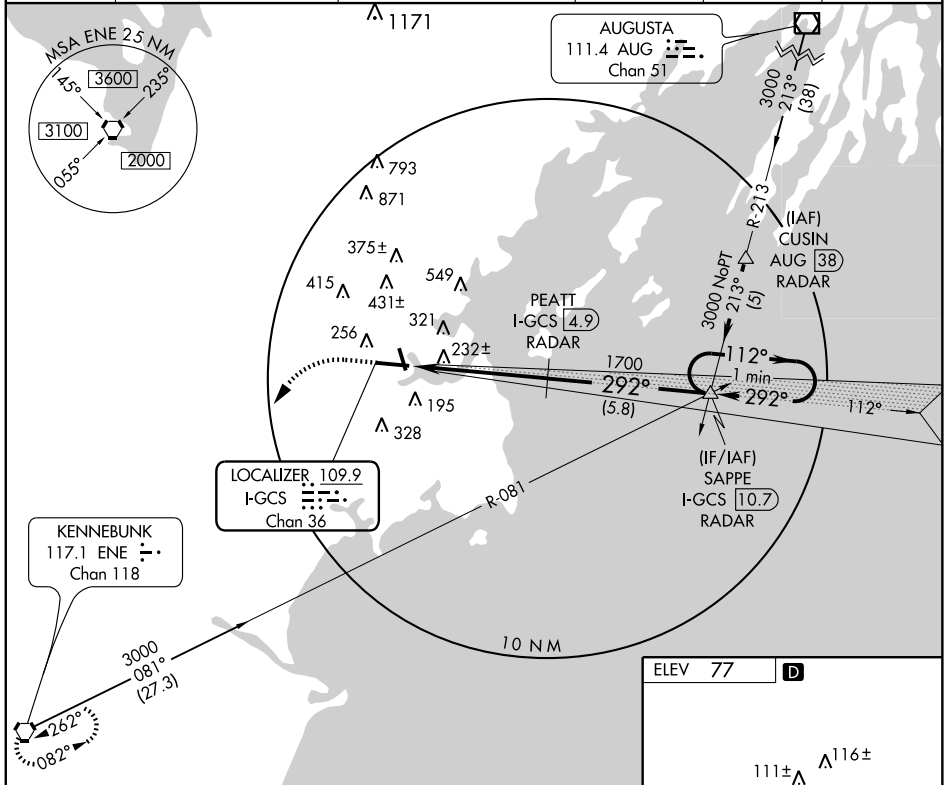 1171
MSA ENE 25 NM
145°
3600
235°
3100
055°
2000
AUGUSTA
111.4 AUG
Chan 51
3000
213°
(38)
R-213
793
871
375±
415
431±
549
256
321
232±
195
328
(IAF)
CUSIN
AUG 38
RADAR
3000 NoPT
213°
(5)
PEATT
I-GCS 4.9
RADAR
1700
292°
(5.8)
112°
1 min
292°
112°
(IF/IAF)
SAPPE
I-GCS 10.7
RADAR
LOCALIZER 109.9
I-GCS
Chan 36
R-081
KENNEBUNK
117.1 ENE
Chan 118
3000
081°
(27.3)
262°
082°
10 NM
ELEV 77 D
116±
111±